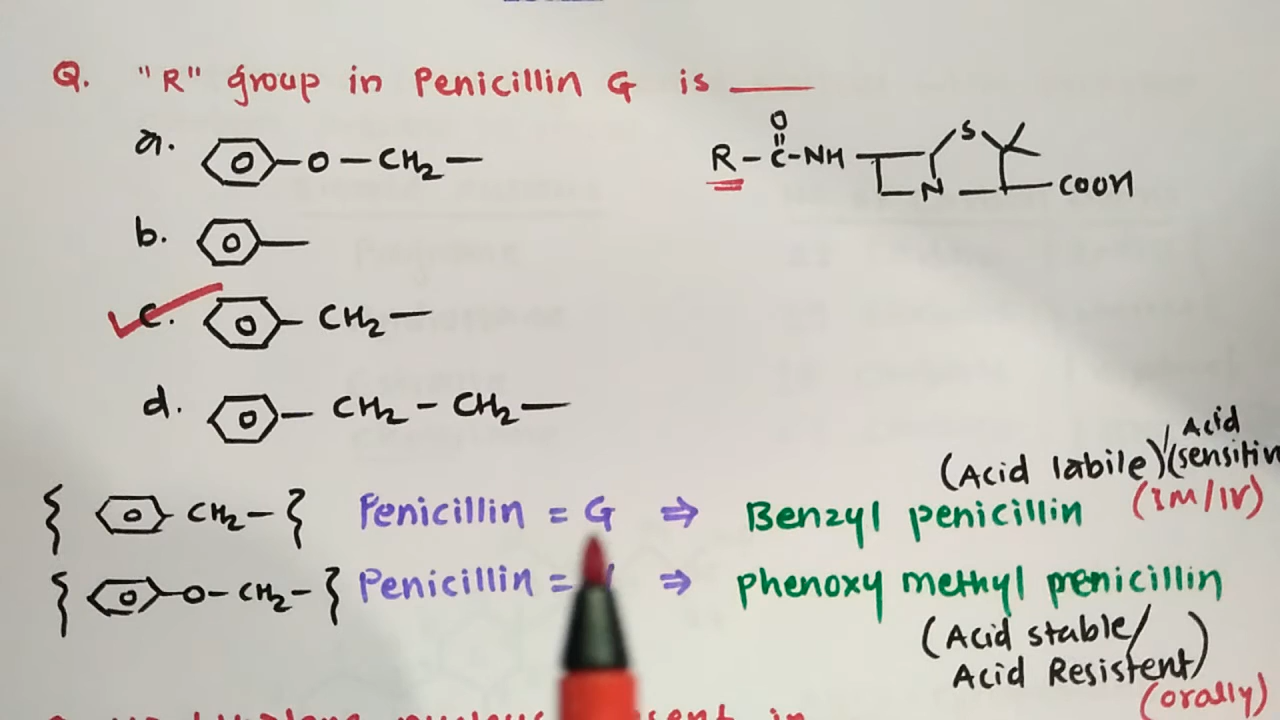 Q. "R" group in Penicillin G is ____
a. O-CH2-
R-C-NH
O
S
N
COOH
b.
c. CH2-
d. CH2-CH2-
(Acid labile)/(Acid
{ CH2- } Penicillin = G ⇒ Benzyl penicillin (IM/IV)
{ -O-CH2- } Penicillin = ⇒ phenoxy methyl penicillin
(Acid stable/
Acid Resistent)
(orally)